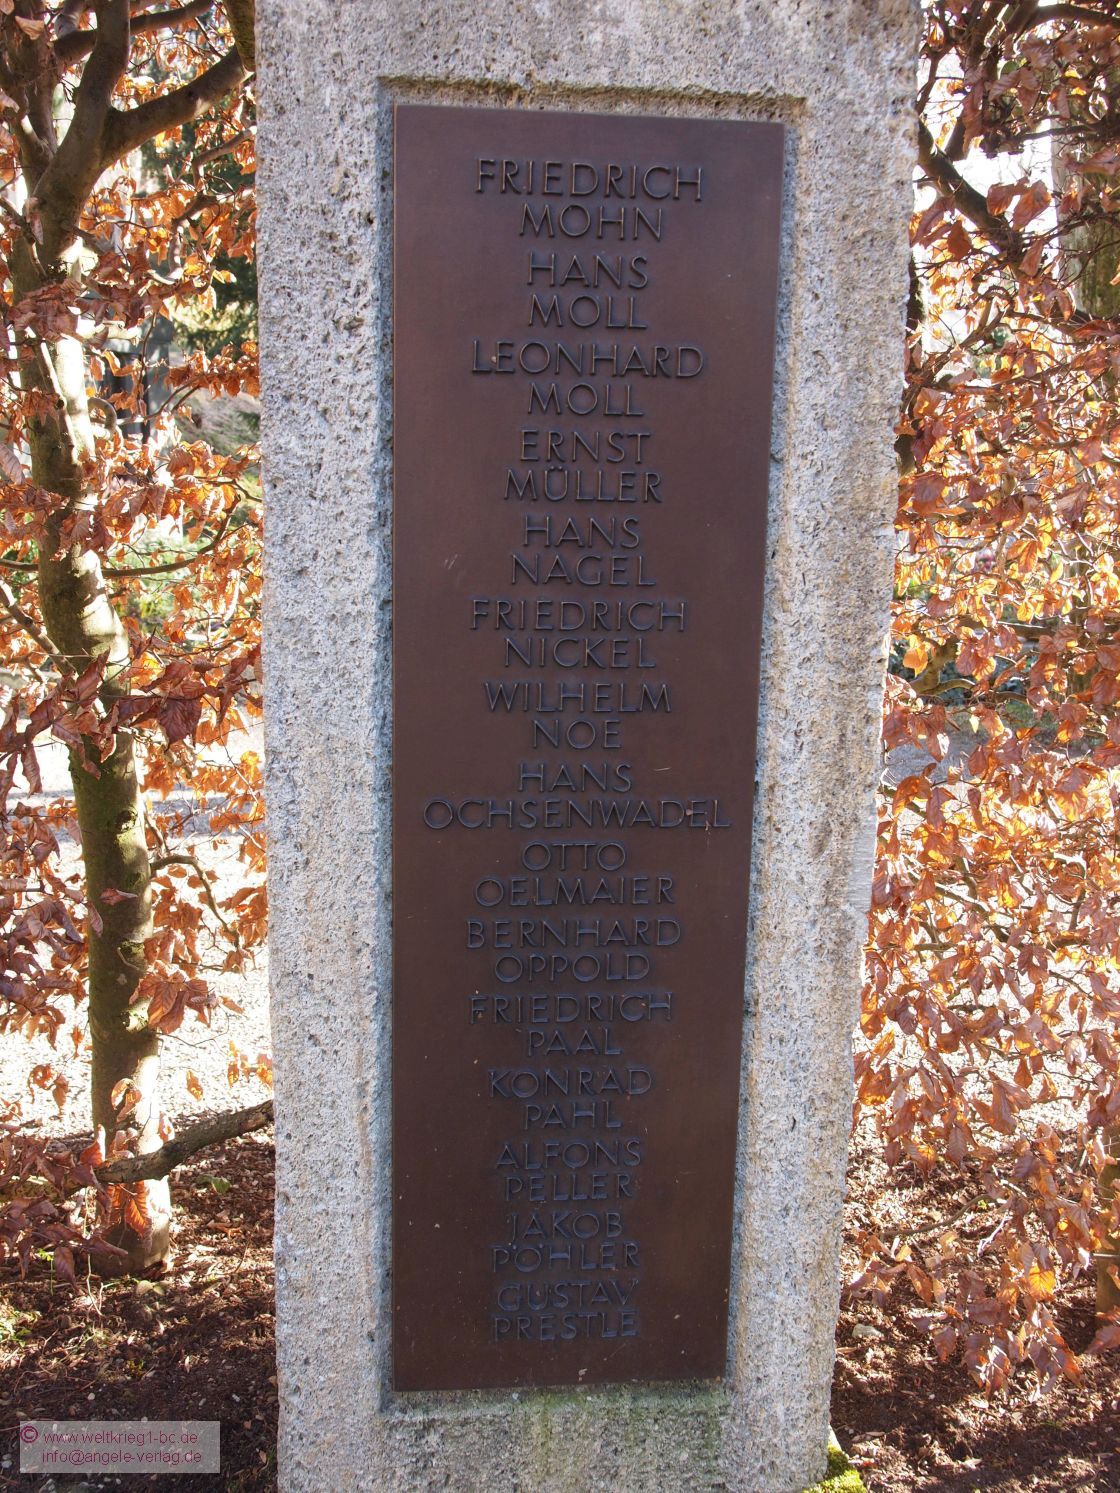 FRIEDRICH
MOHN
HANS
MOLL
LEONHARD
MOLL
ERNST
MÜLLER
HANS
NAGEL
FRIEDRICH
NICKEL
WILHELM
NOE
HANS
OCHSENWADEL
OTTO
OELMAIER
BERNHARD
OPPOLD
FRIEDRICH
PAAL
KONRAD
PAHL
ALFONS
PELLER
JAKOB
PÖHLER
GUSTAV
PRESTLE
© www.weltkrieg1-bc.de
info@angele-verlag.de